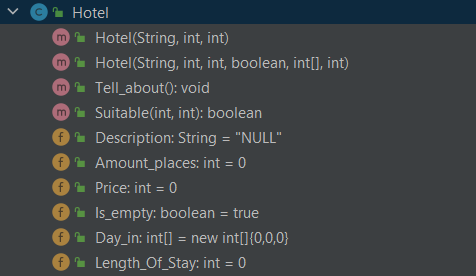 Hotel
Hotel(String, int, int)
Hotel(String, int, int, boolean, int[], int)
Tell_about(): void
Suitable(int, int): boolean
Description: String = "NULL"
Amount_places: int = 0
Price: int = 0
Is_empty: boolean = true
Day_in: int[] = new int[]{0,0,0}
Length_Of_Stay: int = 0